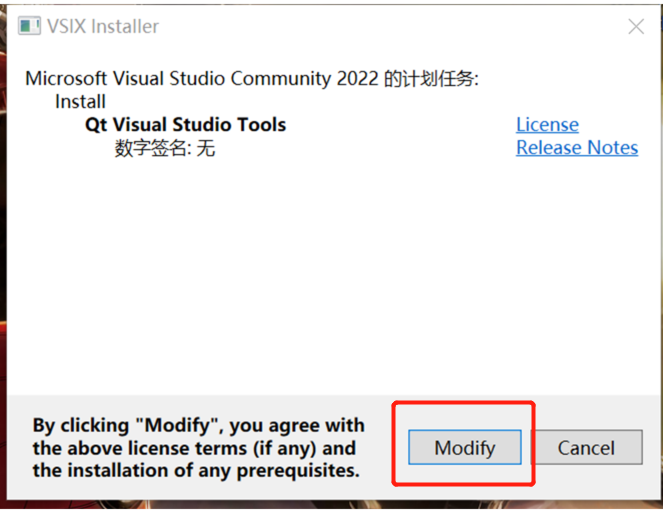 VSIX Installer
Microsoft Visual Studio Community 2022 的计划任务:
Install
Qt Visual Studio Tools
License
数字签名: 无
Release Notes
By clicking "Modify", you agree with
the above license terms (if any) and
the installation of any prerequisites.
Modify
Cancel